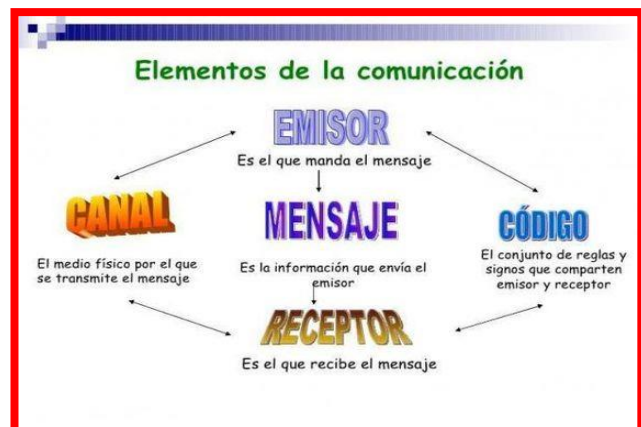 Elementos de la comunicación
EMISOR
Es el que manda el mensaje
CANAL
El medio físico por el que
se transmite el mensaje
MENSAJE
Es la información que envía el
emisor
CÓDIGO
El conjunto de reglas y
signos que comparten
emisor y receptor
RECEPTOR
Es el que recibe el mensaje